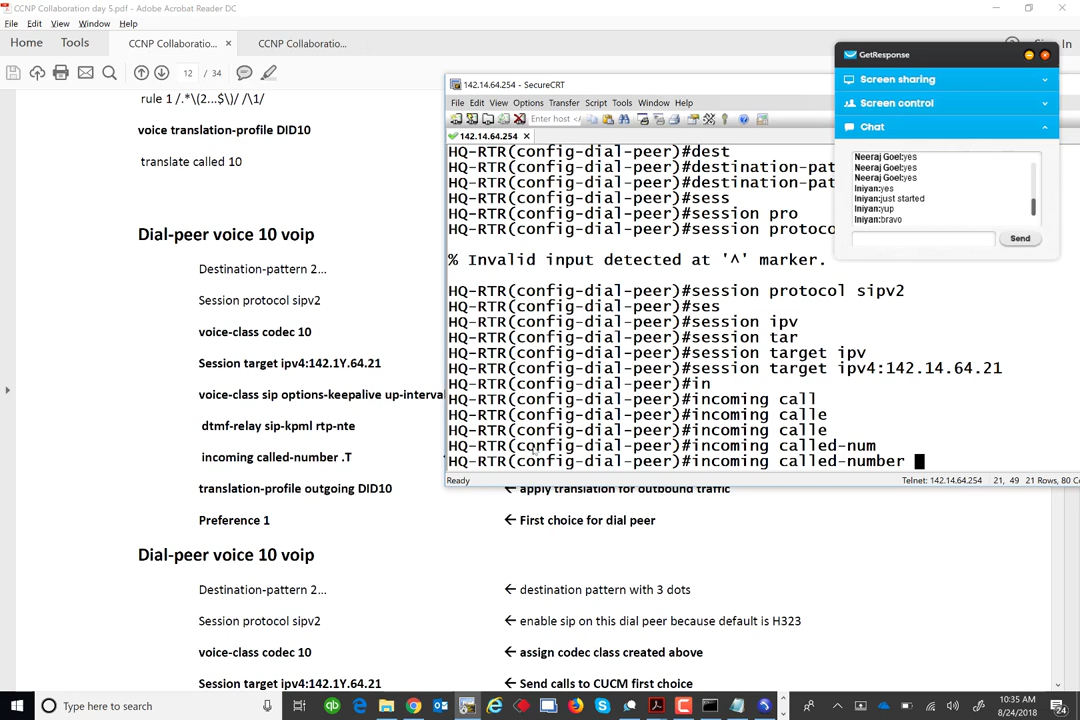 CCNP Collaboration day 5.pdf - Adobe Acrobat Reader DC
File Edit View Window Help
Home Tools CCNP Collaboratio... × CCNP Collaboratio...
12 / 34
rule 1 /.*\(2...$\)/ /\1/
voice translation-profile DID10
translate called 10
Dial-peer voice 10 voip
Destination-pattern 2...
Session protocol sipv2
voice-class codec 10
Session target ipv4:142.1Y.64.21
voice-class sip options-keepalive up-interval
dtmf-relay sip-kpml rtp-nte
incoming called-number .T
translation-profile outgoing DID10 ← apply translation for outbound traffic
Preference 1 ← First choice for dial peer
Dial-peer voice 10 voip
Destination-pattern 2... ← destination pattern with 3 dots
Session protocol sipv2 ← enable sip on this dial peer because default is H323
voice-class codec 10 ← assign codec class created above
Session target ipv4:142.1Y.64.21 ← Send calls to CUCM first choice
142.14.64.254 - SecureCRT
File Edit View Options Transfer Script Tools Window Help
Enter host <Al
142.14.64.254 ×
HQ-RTR(config-dial-peer)#dest
HQ-RTR(config-dial-peer)#destination-pat
HQ-RTR(config-dial-peer)#destination-pat
HQ-RTR(config-dial-peer)#sess
HQ-RTR(config-dial-peer)#session pro
HQ-RTR(config-dial-peer)#session protoco
% Invalid input detected at '^' marker.
HQ-RTR(config-dial-peer)#session protocol sipv2
HQ-RTR(config-dial-peer)#ses
HQ-RTR(config-dial-peer)#session ipv
HQ-RTR(config-dial-peer)#session tar
HQ-RTR(config-dial-peer)#session target ipv
HQ-RTR(config-dial-peer)#session target ipv4:142.14.64.21
HQ-RTR(config-dial-peer)#in
HQ-RTR(config-dial-peer)#incoming call
HQ-RTR(config-dial-peer)#incoming calle
HQ-RTR(config-dial-peer)#incoming calle
HQ-RTR(config-dial-peer)#incoming called-num
HQ-RTR(config-dial-peer)#incoming called-number
Ready Telnet: 142.14.64.254 21, 49 21 Rows, 80 Co
GetResponse
Screen sharing
Screen control
Chat
Neeraj Goel:yes
Neeraj Goel:yes
Neeraj Goel:yes
Iniyan:yes
Iniyan:just started
Iniyan:yup
Iniyan:bravo
Send
Type here to search
10:35 AM
8/24/2018
24